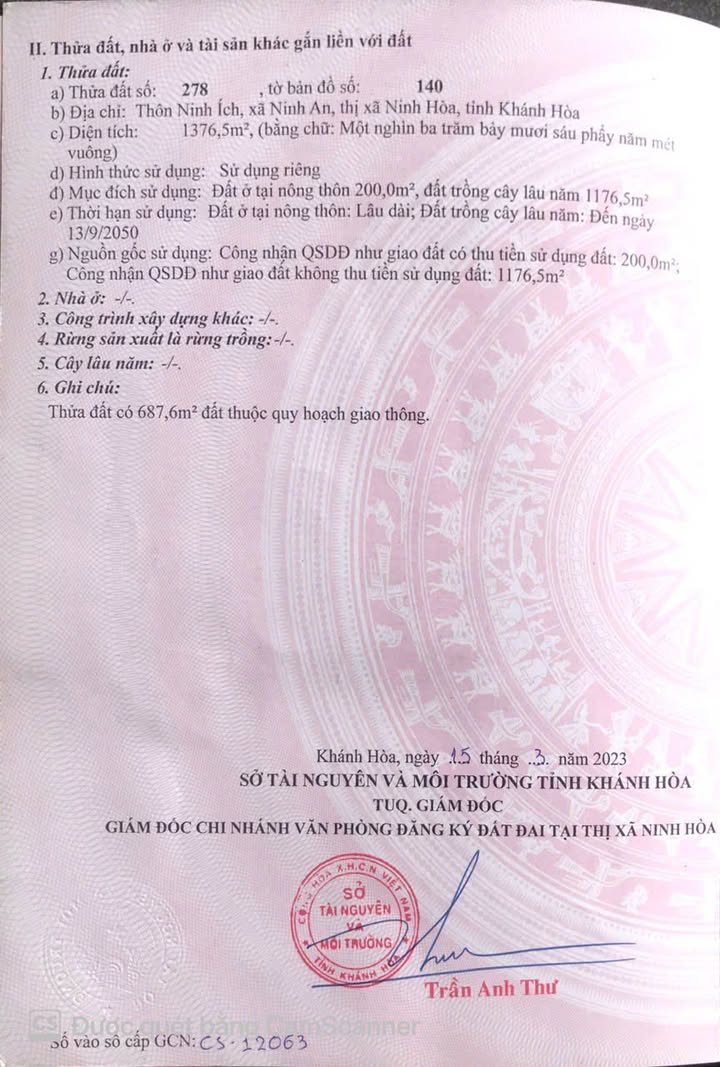 II. Thửa đất, nhà ở và tài sản khác gắn liền với đất
1. Thửa đất:
a) Thửa đất số: 278 , tờ bản đồ số: 140
b) Địa chỉ: Thôn Ninh Ích, xã Ninh An, thị xã Ninh Hòa, tỉnh Khánh Hòa
c) Diện tích: 1376,5m², (bằng chữ: Một nghìn ba trăm bảy mươi sáu phẩy năm mét
vuông)
d) Hình thức sử dụng: Sử dụng riêng
đ) Mục đích sử dụng: Đất ở tại nông thôn 200,0m², đất trồng cây lâu năm 1176,5m²
e) Thời hạn sử dụng: Đất ở tại nông thôn: Lâu dài; Đất trồng cây lâu năm: Đến ngày
13/9/2050
g) Nguồn gốc sử dụng: Công nhận QSDĐ như giao đất có thu tiền sử dụng đất: 200,0m²;
Công nhận QSDĐ như giao đất không thu tiền sử dụng đất: 1176,5m²
2. Nhà ở: -/-.
3. Công trình xây dựng khác: -/-.
4. Rừng sản xuất là rừng trồng:-/-.
5. Cây lâu năm: -/-.
6. Ghi chú:
Thửa đất có 687,6m² đất thuộc quy hoạch giao thông.
Khánh Hòa, ngày 15 tháng 3. năm 2023
SỞ TÀI NGUYÊN VÀ MÔI TRƯỜNG TỈNH KHÁNH HÒA
TUQ. GIÁM ĐỐC
GIÁM ĐỐC CHI NHÁNH VĂN PHÒNG ĐĂNG KÝ ĐẤT ĐAI TẠI THỊ XÃ NINH HÒA
CỘNG HÒA X.H.C.N VIỆT NAM
SỞ
TÀI NGUYÊN
VÀ
MÔI TRƯỜNG
TỈNH KHÁNH HÒA
Trần Anh Thư
CS Được quét bằng CamScanner
Số vào sổ cấp GCN: CS-12063